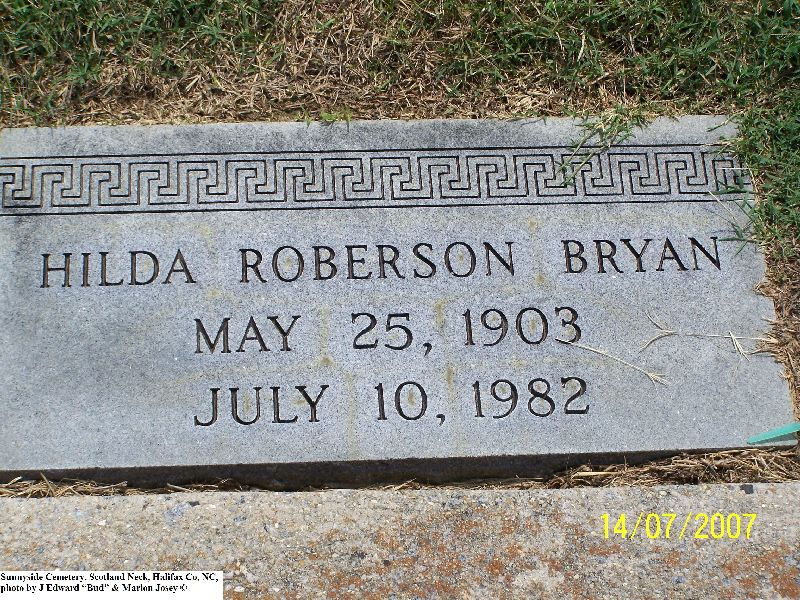 HILDA ROBERSON BRYAN
MAY 25, 1903
JULY 10, 1982
14/07/2007
Sunnyside Cemetery, Scotland Neck, Halifax Co, NC,
photo by J Edward "Bud" & Marion Josey ©